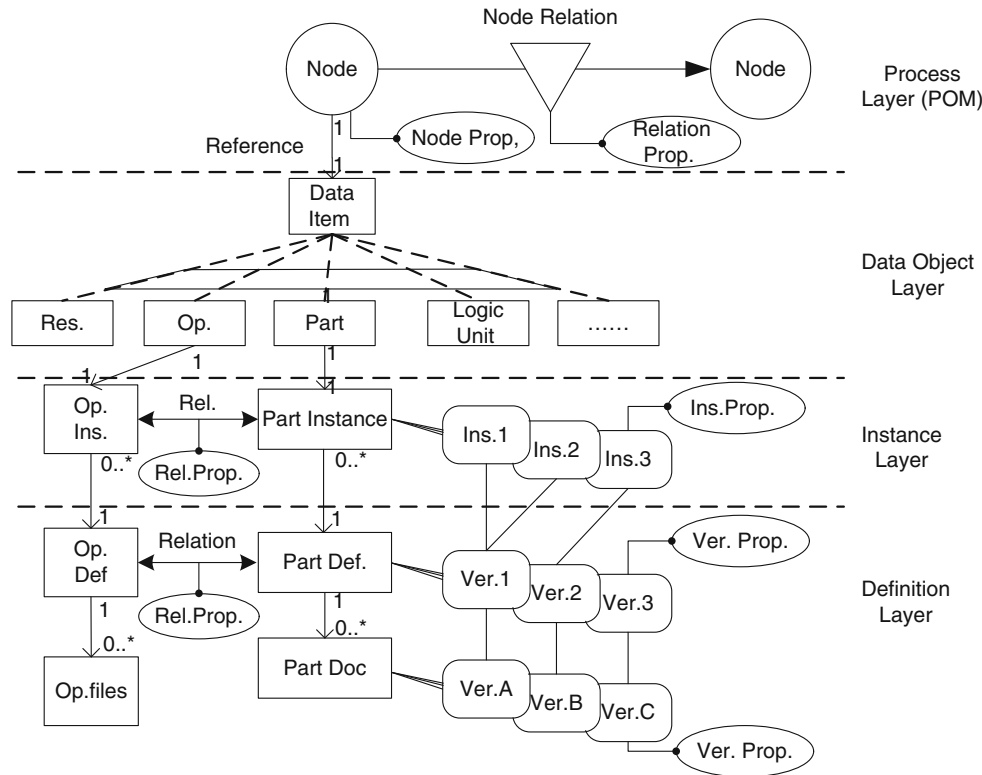 Node Relation
Node
Node
Process
Layer (POM)
1
Node Prop,
Relation
Prop.
Reference
1
Data
Item
Data Object
Layer
Res.
Op.
1
Part
Logic
Unit
......
1
1
1
1
Op.
Ins.
Rel.
Part Instance
Ins.1
Ins.2
Ins.3
Ins.Prop.
Instance
Layer
0..*
Rel.Prop.
0..*
1
1
Op.
Def
Relation
Part Def.
Ver.1
Ver.2
Ver.3
Ver. Prop.
Definition
Layer
1
Rel.Prop.
1
0..*
0..*
Op.files
Part Doc
Ver.A
Ver.B
Ver.C
Ver. Prop.